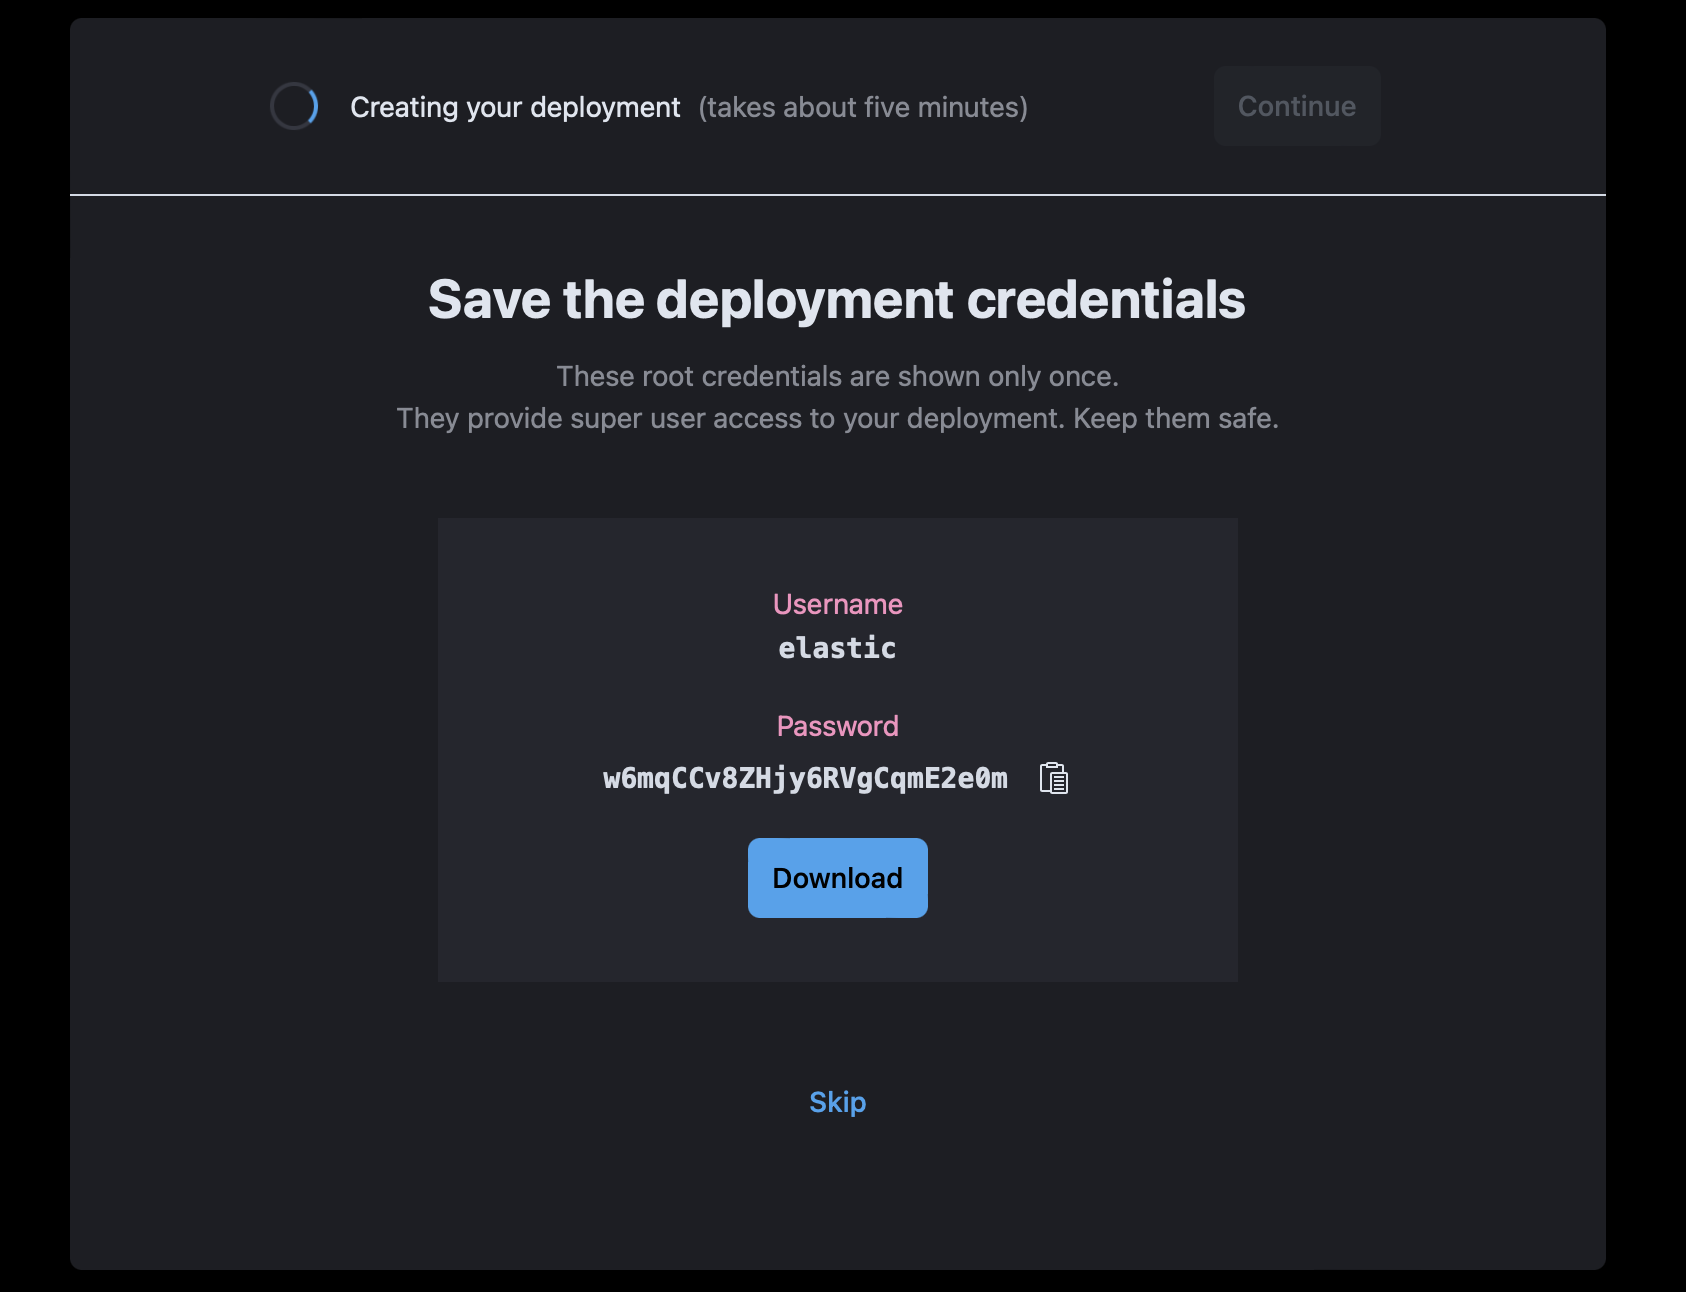 Creating your deployment (takes about five minutes) Continue
Save the deployment credentials
These root credentials are shown only once.
They provide super user access to your deployment. Keep them safe.
Username
elastic
Password
w6mqCCv8ZHjy6RVgCqmE2e0m
Download
Skip